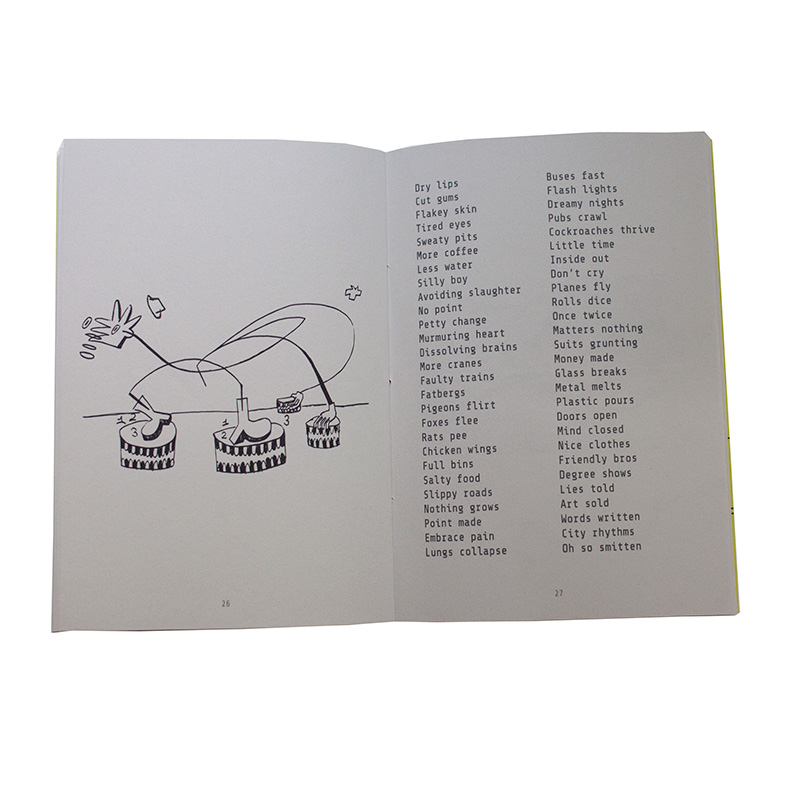 1 2
3
1
2
3
26
Dry lips
Cut gums
Flakey skin
Tired eyes
Sweaty pits
More coffee
Less water
Silly boy
Avoiding slaughter
No point
Petty change
Murmuring heart
Dissolving brains
More cranes
Faulty trains
Fatbergs
Pigeons flirt
Foxes flee
Rats pee
Chicken wings
Full bins
Salty food
Slippy roads
Nothing grows
Point made
Embrace pain
Lungs collapse
Buses fast
Flash lights
Dreamy nights
Pubs crawl
Cockroaches thrive
Little time
Inside out
Don't cry
Planes fly
Rolls dice
Once twice
Matters nothing
Suits grunting
Money made
Glass breaks
Metal melts
Plastic pours
Doors open
Mind closed
Nice clothes
Friendly bros
Degree shows
Lies told
Art sold
Words written
City rhythms
Oh so smitten
27